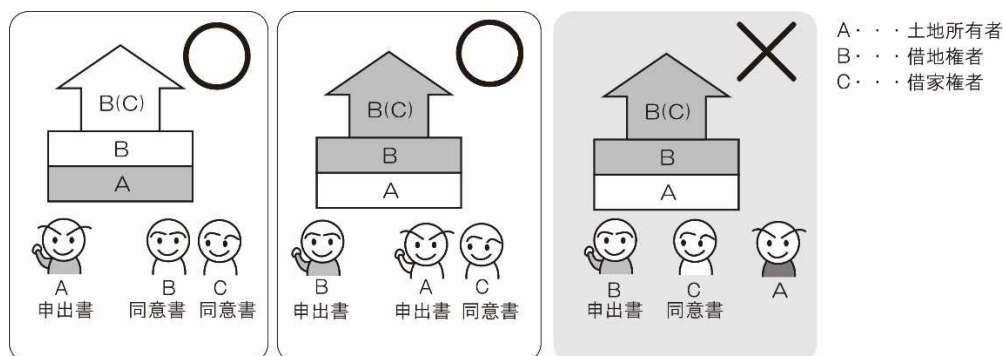 B(C)
B
A
A B C
申出書 同意書 同意書
B(C)
B
A
B A C
申出書 申出書 同意書
B(C)
B
A
B C A
申出書 同意書
A・・・土地所有者
B・・・借地権者
C・・・借家権者